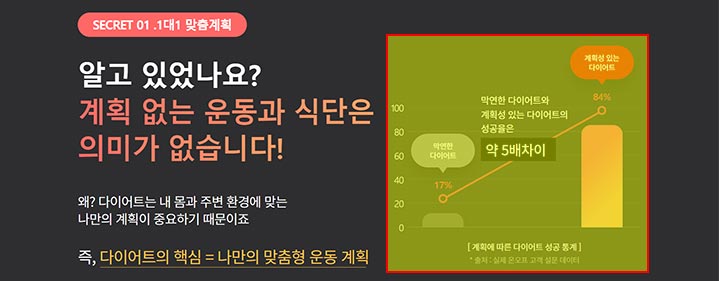 SECRET 01 .1대1 맞춤계획
알고 있었나요?
계획 없는 운동과 식단은
의미가 없습니다!
왜? 다이어트는 내 몸과 주변 환경에 맞는
나만의 계획이 중요하기 때문이죠
즉, 다이어트의 핵심 = 나만의 맞춤형 운동 계획
계획성 있는
다이어트
84%
막연한 다이어트와
계획성 있는 다이어트의
성공율은
약 5배차이
막연한
다이어트
17%
100
80
60
40
20
0
[ 계획에 따른 다이어트 성공 통계 ]
* 출처 : 실제 온오프 고객 설문 데이터